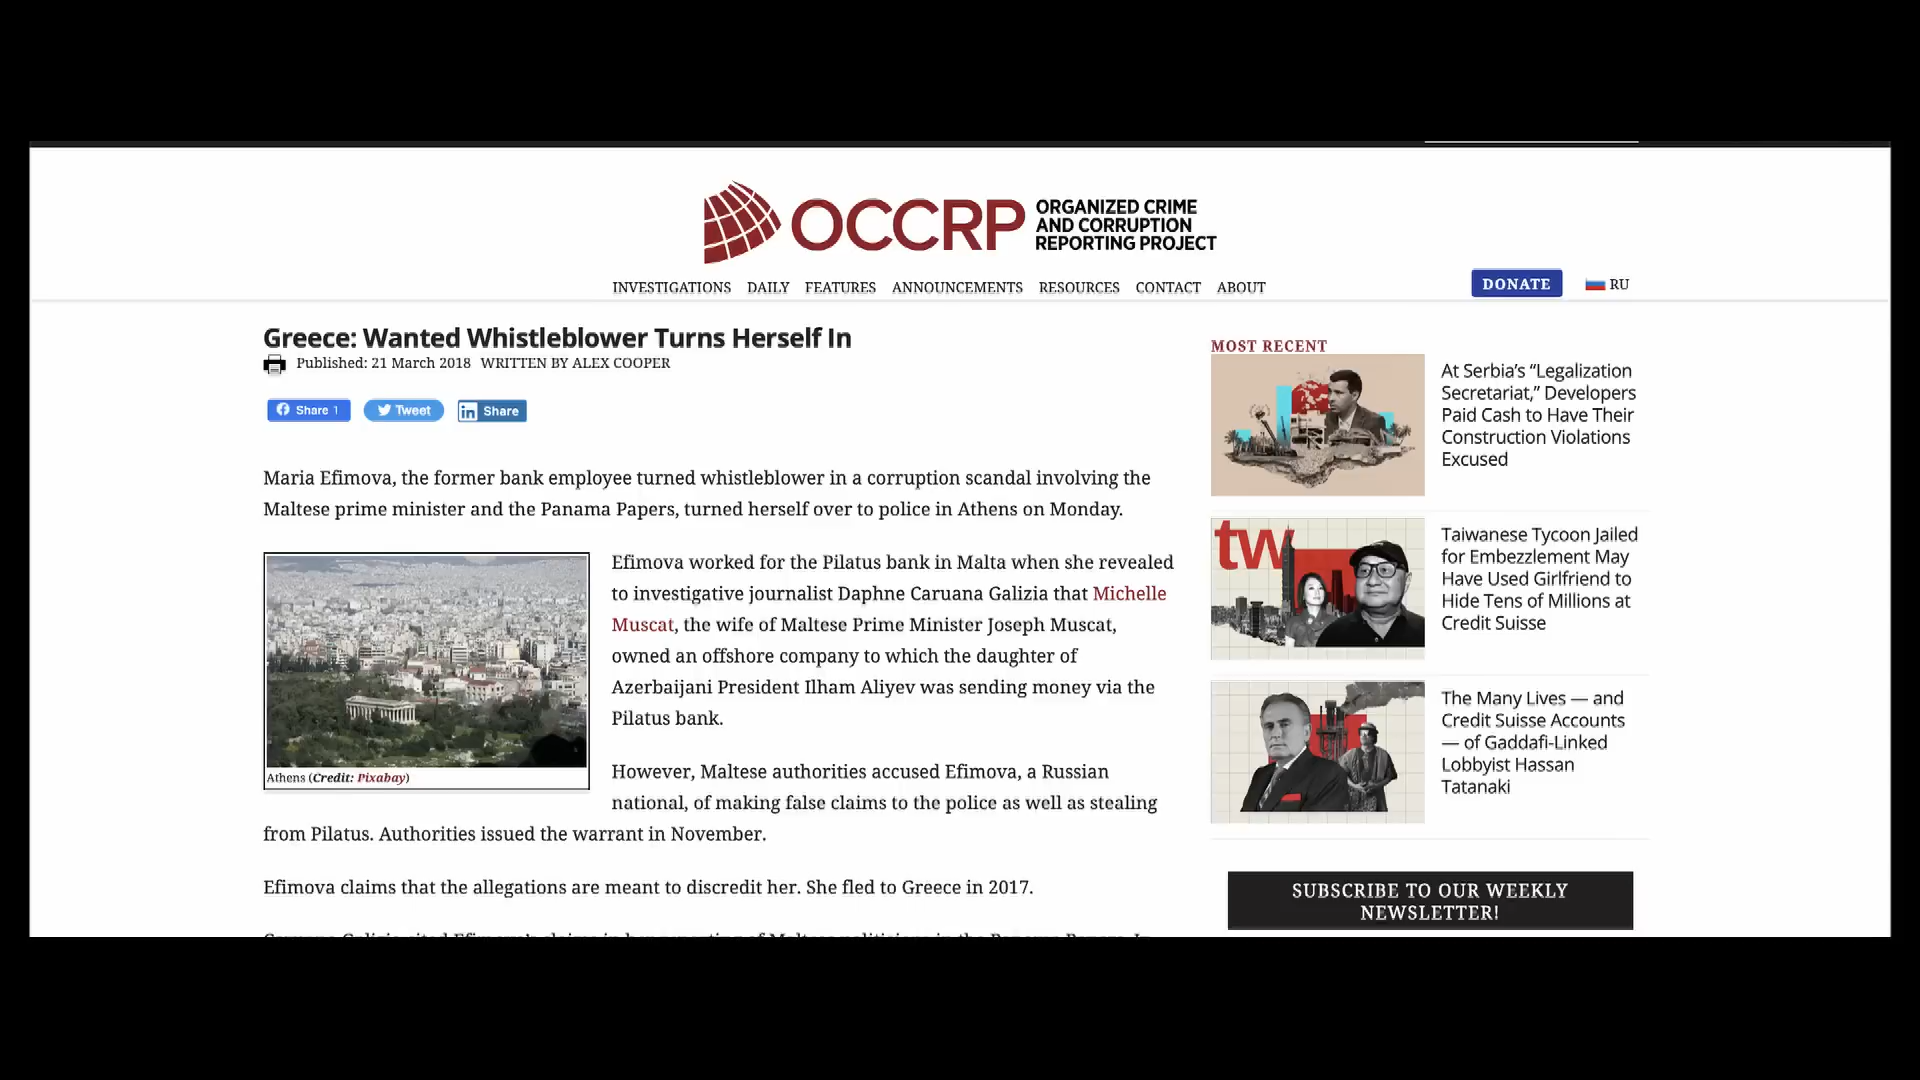 OCCRP
ORGANIZED CRIME
AND CORRUPTION
REPORTING PROJECT
INVESTIGATIONS DAILY FEATURES ANNOUNCEMENTS RESOURCES CONTACT ABOUT
DONATE
RU
Greece: Wanted Whistleblower Turns Herself In
Published: 21 March 2018 WRITTEN BY ALEX COOPER
Share 1
Tweet
in Share
Maria Efimova, the former bank employee turned whistleblower in a corruption scandal involving the
Maltese prime minister and the Panama Papers, turned herself over to police in Athens on Monday.
Athens (Credit: Pixabay)
Efimova worked for the Pilatus bank in Malta when she revealed
to investigative journalist Daphne Caruana Galizia that Michelle
Muscat, the wife of Maltese Prime Minister Joseph Muscat,
owned an offshore company to which the daughter of
Azerbaijani President Ilham Aliyev was sending money via the
Pilatus bank.
However, Maltese authorities accused Efimova, a Russian
national, of making false claims to the police as well as stealing
from Pilatus. Authorities issued the warrant in November.
Efimova claims that the allegations are meant to discredit her. She fled to Greece in 2017.
MOST RECENT
At Serbia's “Legalization
Secretariat,” Developers
Paid Cash to Have Their
Construction Violations
Excused
tw
Taiwanese Tycoon Jailed
for Embezzlement May
Have Used Girlfriend to
Hide Tens of Millions at
Credit Suisse
The Many Lives — and
Credit Suisse Accounts
— of Gaddafi-Linked
Lobbyist Hassan
Tatanaki
SUBSCRIBE TO OUR WEEKLY
NEWSLETTER!